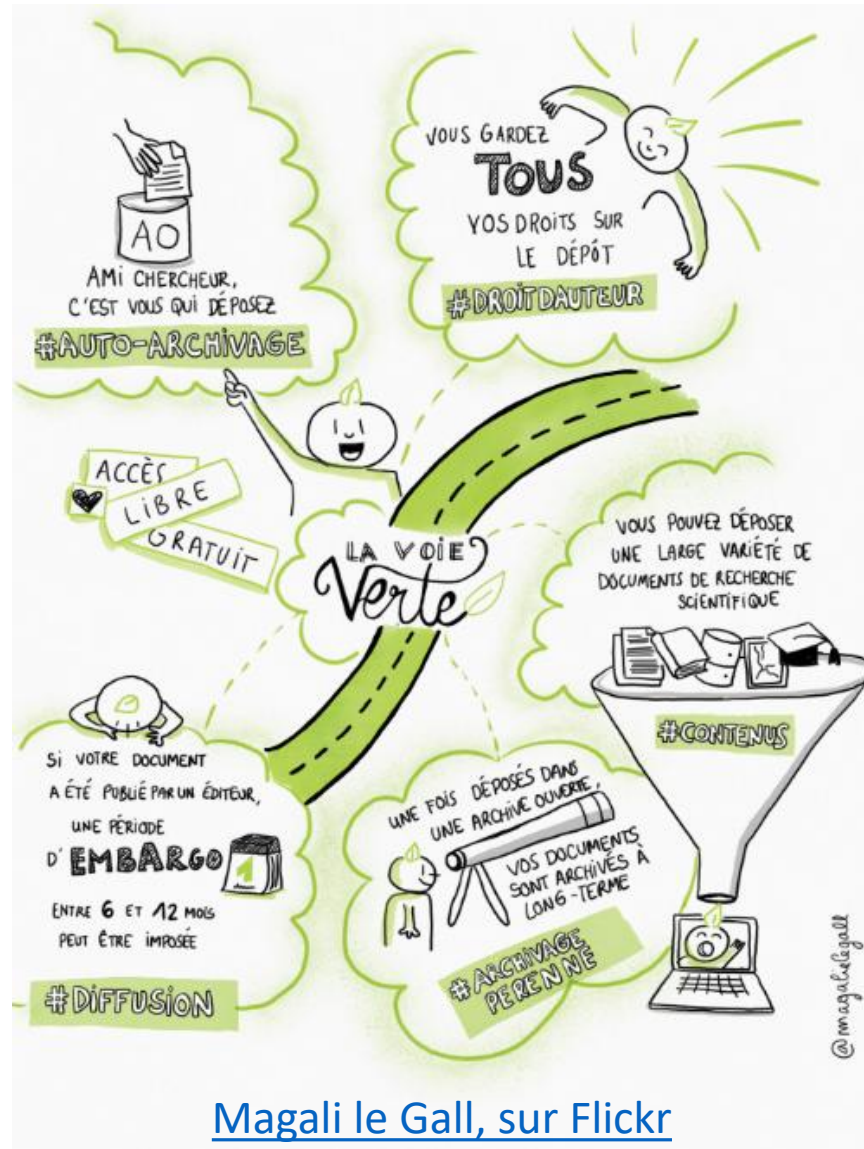 AO
AMI CHERCHEUR,
C'EST VOUS QUI DÉPOSEZ
#AUTO-ARCHIVAGE
VOUS GARDEZ
TOUS
VOS DROITS SUR
LE DÉPÔT
#DROITDAUTEUR
ACCÈS
LIBRE
GRATUIT
LA VOIE
Verte
VOUS POUVEZ DÉPOSER
UNE LARGE VARIÉTÉ DE
DOCUMENTS DE RECHERCHE
SCIENTIFIQUE
#CONTENUS
SI VOTRE DOCUMENT
A ÉTÉ PUBLIÉ PAR UN ÉDITEUR,
UNE PÉRIODE
D'EMBARGO 1
ENTRE 6 ET 12 MOIS
PEUT ÊTRE IMPOSÉE
#DIFFUSION
UNE FOIS DÉPOSÉS DANS
UNE ARCHIVE OUVERTE,
VOS DOCUMENTS
SONT ARCHIVÉS À
LONG-TERME
#ARCHIVAGE
PERENNE
@magalielegall
Magali le Gall, sur Flickr